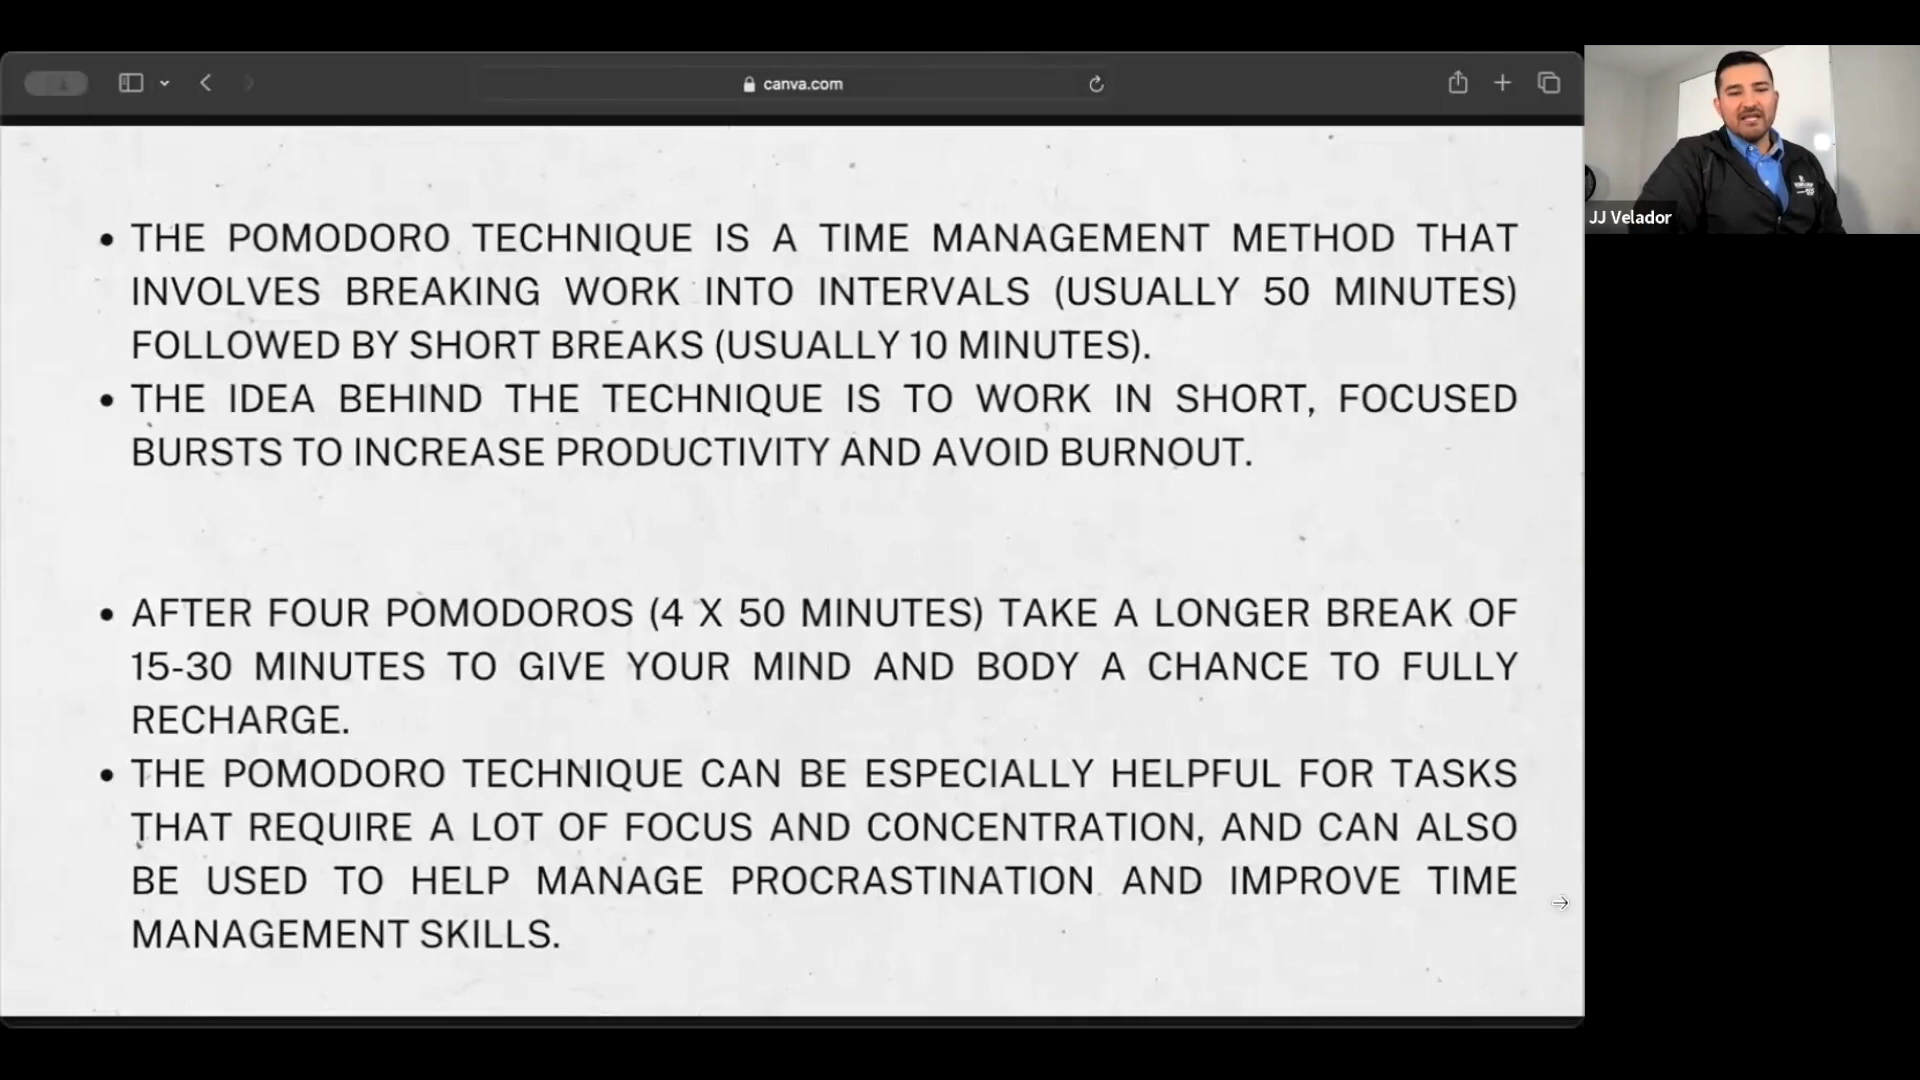 canva.com
JJ Velador
• THE POMODORO TECHNIQUE IS A TIME MANAGEMENT METHOD THAT
INVOLVES BREAKING WORK INTO INTERVALS (USUALLY 50 MINUTES)
FOLLOWED BY SHORT BREAKS (USUALLY 10 MINUTES).
• THE IDEA BEHIND THE TECHNIQUE IS TO WORK IN SHORT, FOCUSED
BURSTS TO INCREASE PRODUCTIVITY AND AVOID BURNOUT.
• AFTER FOUR POMODOROS (4 X 50 MINUTES) TAKE A LONGER BREAK OF
15-30 MINUTES TO GIVE YOUR MIND AND BODY A CHANCE TO FULLY
RECHARGE.
• THE POMODORO TECHNIQUE CAN BE ESPECIALLY HELPFUL FOR TASKS
THAT REQUIRE A LOT OF FOCUS AND CONCENTRATION, AND CAN ALSO
BE USED TO HELP MANAGE PROCRASTINATION AND IMPROVE TIME
MANAGEMENT SKILLS.